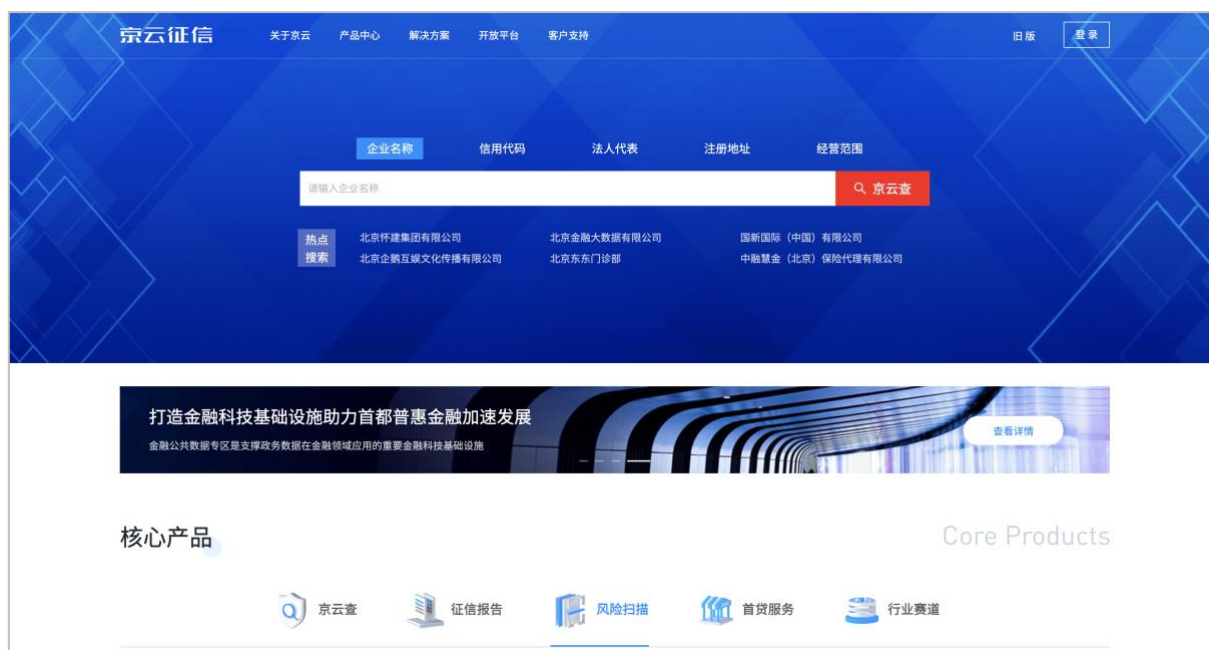 京云征信
关于京云 产品中心 解决方案 开放平台 客户支持
旧版 登录
企业名称 信用代码 法人代表 注册地址 经营范围
请输入企业名称 京云查
热点搜索
北京怀建集团有限公司 北京金融大数据有限公司 国新国际（中国）有限公司
北京企鹅互娱文化传播有限公司 北京东东门诊部 中融慧金（北京）保险代理有限公司
打造金融科技基础设施助力首都普惠金融加速发展
金融公共数据专区是支撑政务数据在金融领域应用的重要金融科技基础设施
查看详情
核心产品 Core Products
京云查 征信报告 风险扫描 首贷服务 行业赛道